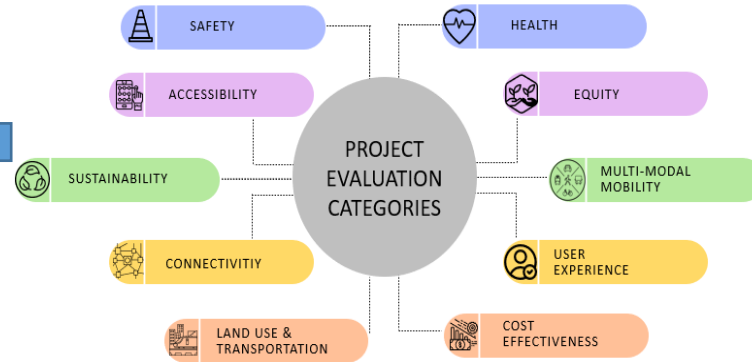 SAFETY
HEALTH
ACCESSIBILITY
EQUITY
PROJECT
EVALUATION
CATEGORIES
SUSTAINABILITY
MULTI-MODAL
MOBILITY
CONNECTIVITIY
USER
EXPERIENCE
LAND USE &
TRANSPORTATION
COST
EFFECTIVENESS